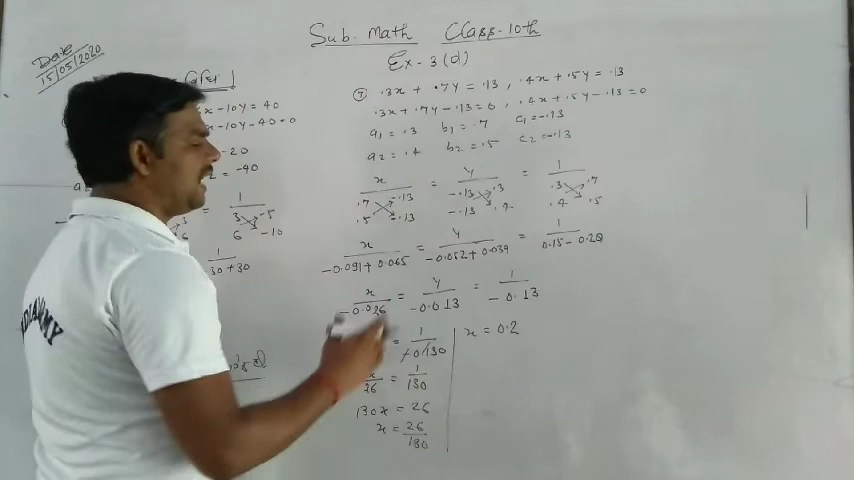 Sub. Math Class-10th
Date
15/05/2020
Ex-3(d)
विधि ।
x-10y = 40
x-10y-40=0
-20
= -40
1
3 -5
6 -10
1
30+30
⑦ .3x + .7y = .13, .4x + .5y = .13
.3x + .7y - .13 = 0, .4x + .5y - .13 = 0
a₁ = .3 b₁ = .7 c₁ = -.13
a₂ = .4 b₂ = .5 c₂ = -.13
x = y = 1
.7 -.13 -.13 .3 .3 .7
.5 -.13 -.13 .4 .4 .5
x = y = 1
-0.091+0.065 -0.052+0.039 0.15-0.28
x = y = 1
-0.026 -0.013 -0.13
= 1
-0.130
x = 0.2
x = 1
26 130
130x = 26
x = 26
130